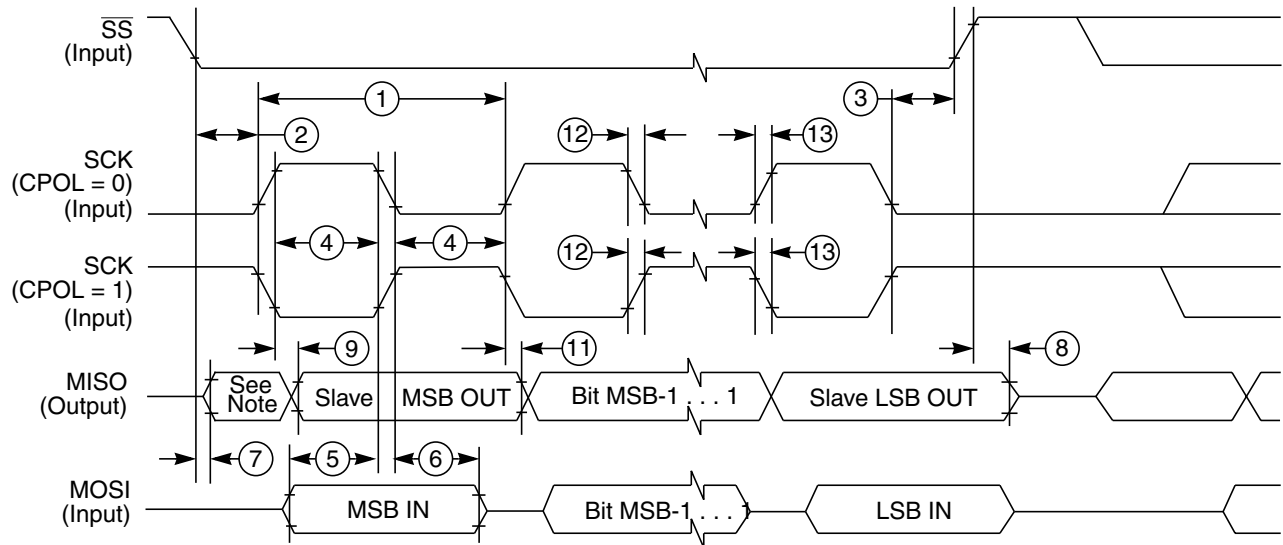 SS
(Input)
1
3
2
12
13
SCK
(CPOL = 0)
(Input)
4
4
12
13
SCK
(CPOL = 1)
(Input)
9
11
8
MISO
(Output)
See
Note
Slave
MSB OUT
Bit MSB-1 . . . 1
Slave LSB OUT
7
5
6
MOSI
(Input)
MSB IN
Bit MSB-1 . . . 1
LSB IN